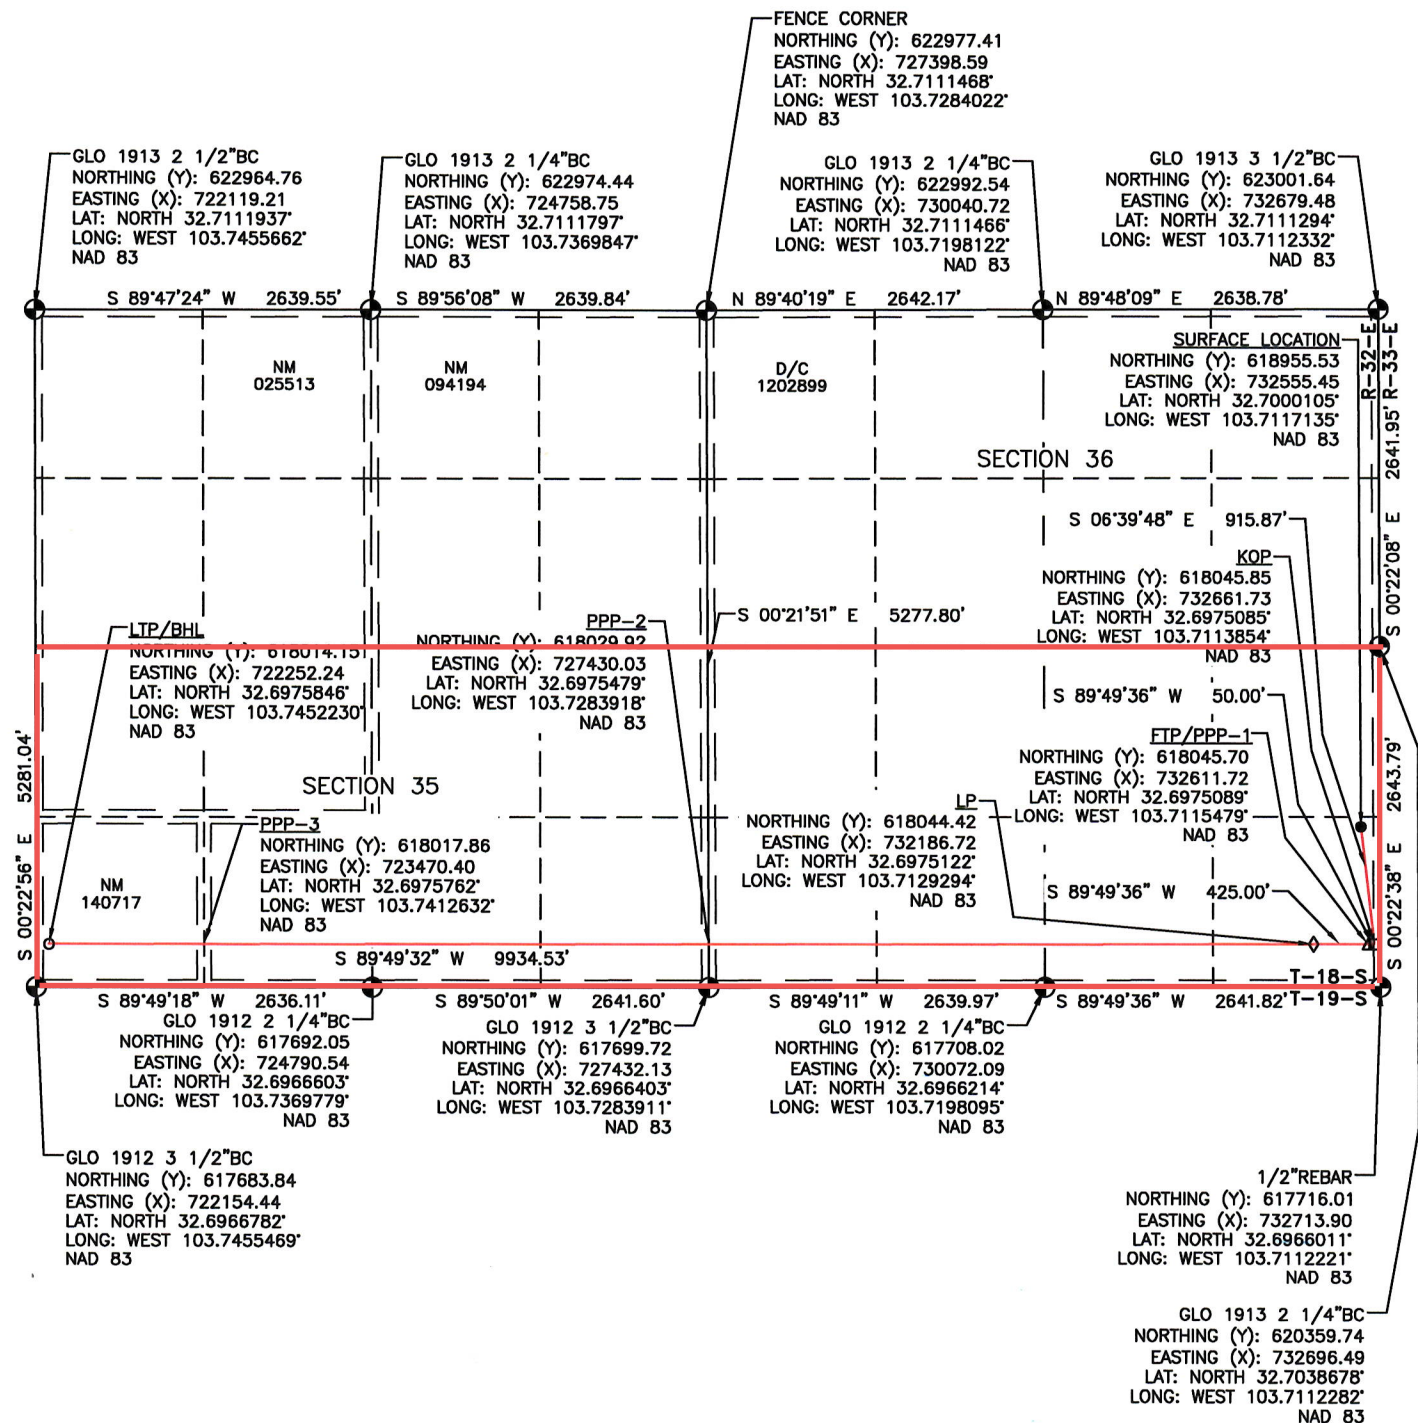 FENCE CORNER
NORTHING (Y): 622977.41
EASTING (X): 727398.59
LAT: NORTH 32.7111468°
LONG: WEST 103.7284022°
NAD 83
GLO 1913 2 1/2"BC
NORTHING (Y): 622964.76
EASTING (X): 722119.21
LAT: NORTH 32.7111937°
LONG: WEST 103.7455662°
NAD 83
GLO 1913 2 1/4"BC
NORTHING (Y): 622974.44
EASTING (X): 724758.75
LAT: NORTH 32.7111797°
LONG: WEST 103.7369847°
NAD 83
GLO 1913 2 1/4"BC
NORTHING (Y): 622992.54
EASTING (X): 730040.72
LAT: NORTH 32.7111466°
LONG: WEST 103.7198122°
NAD 83
GLO 1913 3 1/2"BC
NORTHING (Y): 623001.64
EASTING (X): 732679.48
LAT: NORTH 32.7111294°
LONG: WEST 103.7112332°
NAD 83
S 89°47'24" W 2639.55'
S 89°56'08" W 2639.84'
N 89°40'19" E 2642.17'
N 89°48'09" E 2638.78'
NM
025513
NM
094194
D/C
1202899
SURFACE LOCATION
NORTHING (Y): 618955.53
EASTING (X): 732555.45
LAT: NORTH 32.7000105°
LONG: WEST 103.7117135°
NAD 83
R-32-E
R-33-E
S 00°22'08" E 2641.95'
SECTION 36
S 06°39'48" E 915.87'
KOP
NORTHING (Y): 618045.85
EASTING (X): 732661.73
LAT: NORTH 32.6975085°
LONG: WEST 103.7113854°
NAD 83
S 00°21'51" E 5277.80'
LTP/BHL
NORTHING (Y): 618014.15
EASTING (X): 722252.24
LAT: NORTH 32.6975846°
LONG: WEST 103.7452230°
NAD 83
PPP-2
NORTHING (Y): 618029.92
EASTING (X): 727430.03
LAT: NORTH 32.6975479°
LONG: WEST 103.7283918°
NAD 83
S 89°49'36" W 50.00'
FTP/PPP-1
NORTHING (Y): 618045.70
EASTING (X): 732611.72
LAT: NORTH 32.6975089°
LONG: WEST 103.7115479°
NAD 83
S 00°22'56" E 5281.04'
SECTION 35
S 00°22'38" E 2643.79'
LP
NORTHING (Y): 618044.42
EASTING (X): 732186.72
LAT: NORTH 32.6975122°
LONG: WEST 103.7129294°
NAD 83
PPP-3
NORTHING (Y): 618017.86
EASTING (X): 723470.40
LAT: NORTH 32.6975762°
LONG: WEST 103.7412632°
NAD 83
NM
140717
S 89°49'36" W 425.00'
S 89°49'32" W 9934.53'
T-18-S
T-19-S
S 89°49'18" W 2636.11'
S 89°50'01" W 2641.60'
S 89°49'11" W 2639.97'
S 89°49'36" W 2641.82'
GLO 1912 2 1/4"BC
NORTHING (Y): 617692.05
EASTING (X): 724790.54
LAT: NORTH 32.6966603°
LONG: WEST 103.7369779°
NAD 83
GLO 1912 3 1/2"BC
NORTHING (Y): 617699.72
EASTING (X): 727432.13
LAT: NORTH 32.6966403°
LONG: WEST 103.7283911°
NAD 83
GLO 1912 2 1/4"BC
NORTHING (Y): 617708.02
EASTING (X): 730072.09
LAT: NORTH 32.6966214°
LONG: WEST 103.7198095°
NAD 83
GLO 1912 3 1/2"BC
NORTHING (Y): 617683.84
EASTING (X): 722154.44
LAT: NORTH 32.6966782°
LONG: WEST 103.7455469°
NAD 83
1/2"REBAR
NORTHING (Y): 617716.01
EASTING (X): 732713.90
LAT: NORTH 32.6966011°
LONG: WEST 103.7112221°
NAD 83
GLO 1913 2 1/4"BC
NORTHING (Y): 620359.74
EASTING (X): 732696.49
LAT: NORTH 32.7038678°
LONG: WEST 103.7112282°
NAD 83